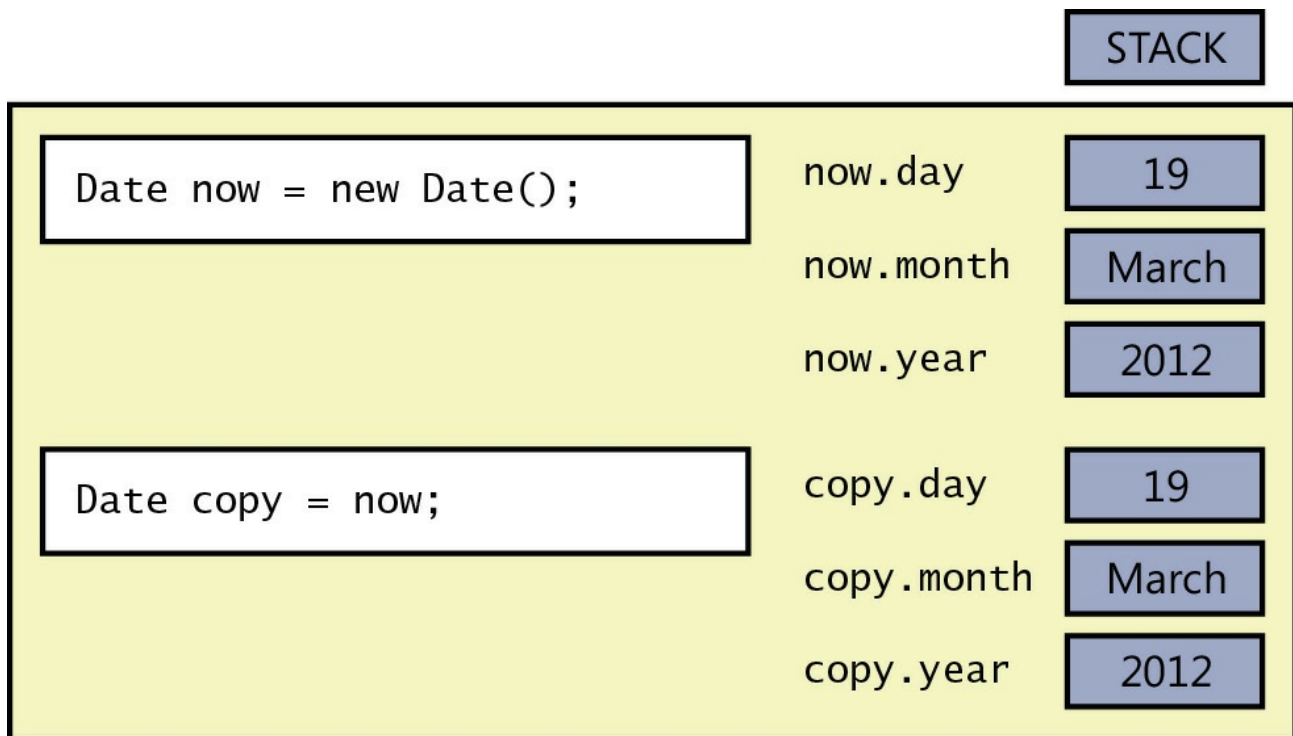 STACK
Date now = new Date();
now.day
19
now.month
March
now.year
2012
Date copy = now;
copy.day
19
copy.month
March
copy.year
2012